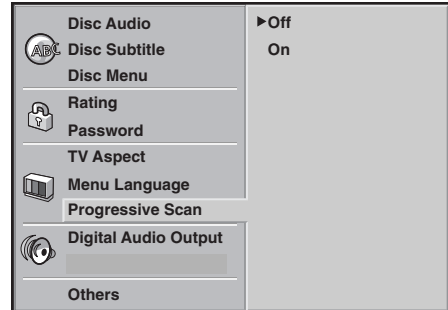 Disc Audio
ABC
Disc Subtitle
Disc Menu
Rating
Password
TV Aspect
Menu Language
Progressive Scan
Digital Audio Output
Others
▶Off
On